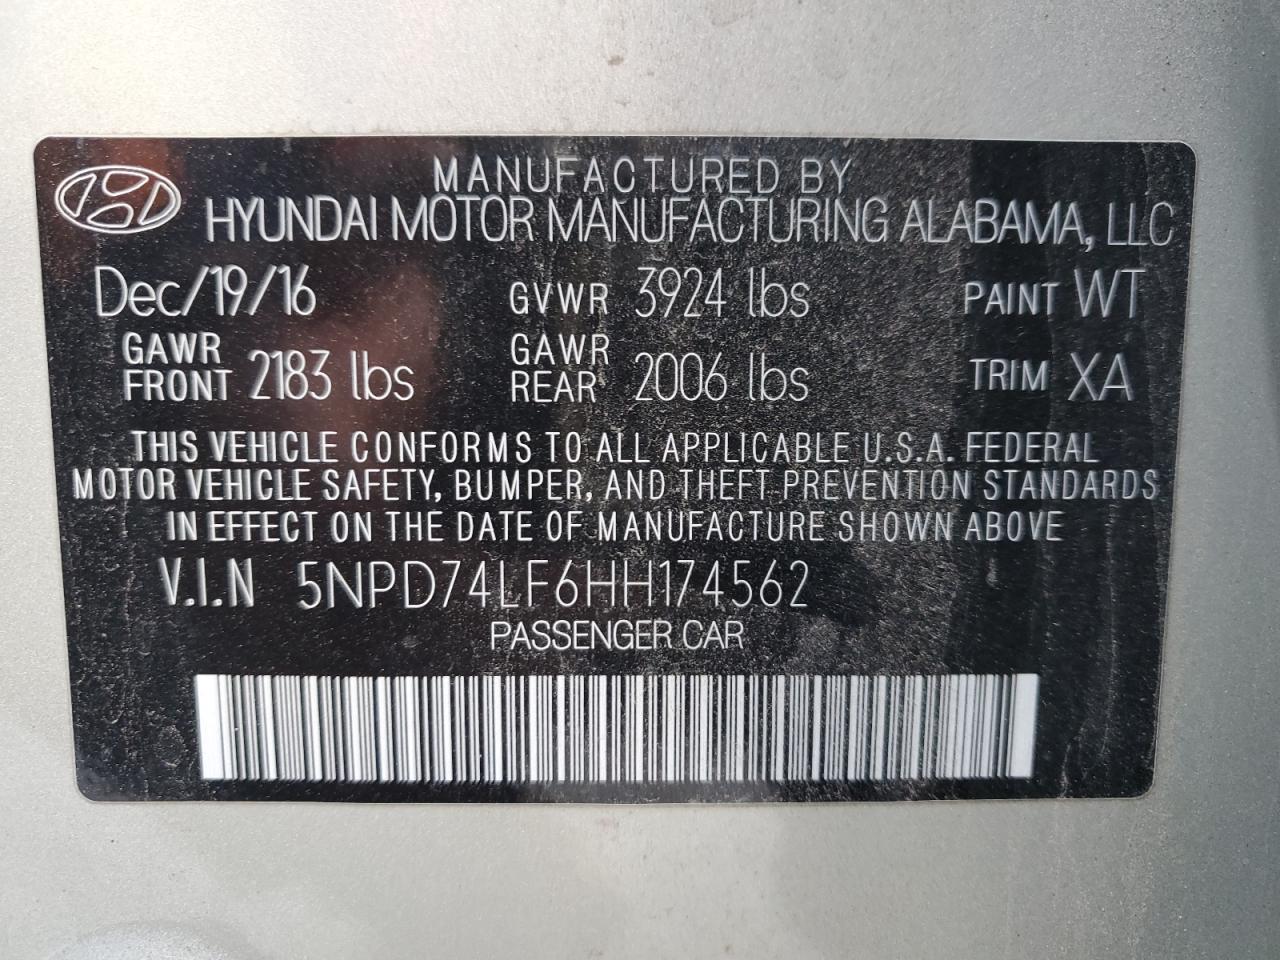 MANUFACTURED BY
HYUNDAI MOTOR MANUFACTURING ALABAMA, LLC
Dec/19/16 GVWR 3924 lbs PAINT WT
GAWR FRONT 2183 lbs GAWR REAR 2006 lbs TRIM XA
THIS VEHICLE CONFORMS TO ALL APPLICABLE U.S.A. FEDERAL
MOTOR VEHICLE SAFETY, BUMPER, AND THEFT PREVENTION STANDARDS
IN EFFECT ON THE DATE OF MANUFACTURE SHOWN ABOVE
V.I.N 5NPD74LF6HH174562
PASSENGER CAR